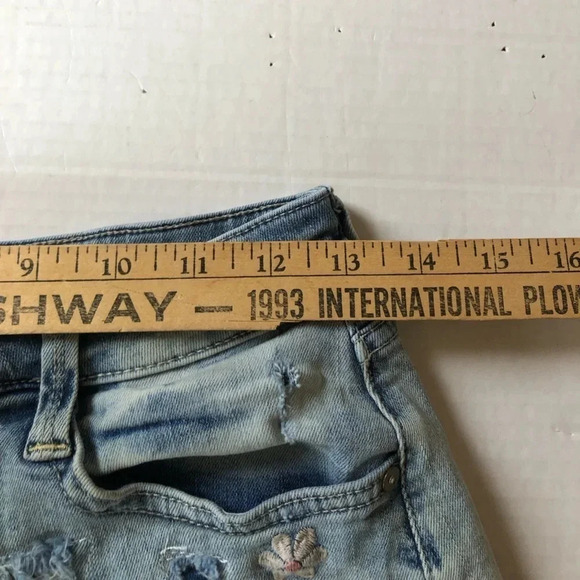 9 10 11 12 13 14 15 16
SHWAY — 1993 INTERNATIONAL PLOW